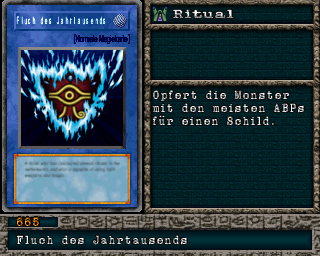 Fluch des Jahrtausends
[Normale Magiekarte]
Ritual
Opfert die Monster
mit den meisten ABPs
für einen Schild.
665
Fluch des Jahrtausends